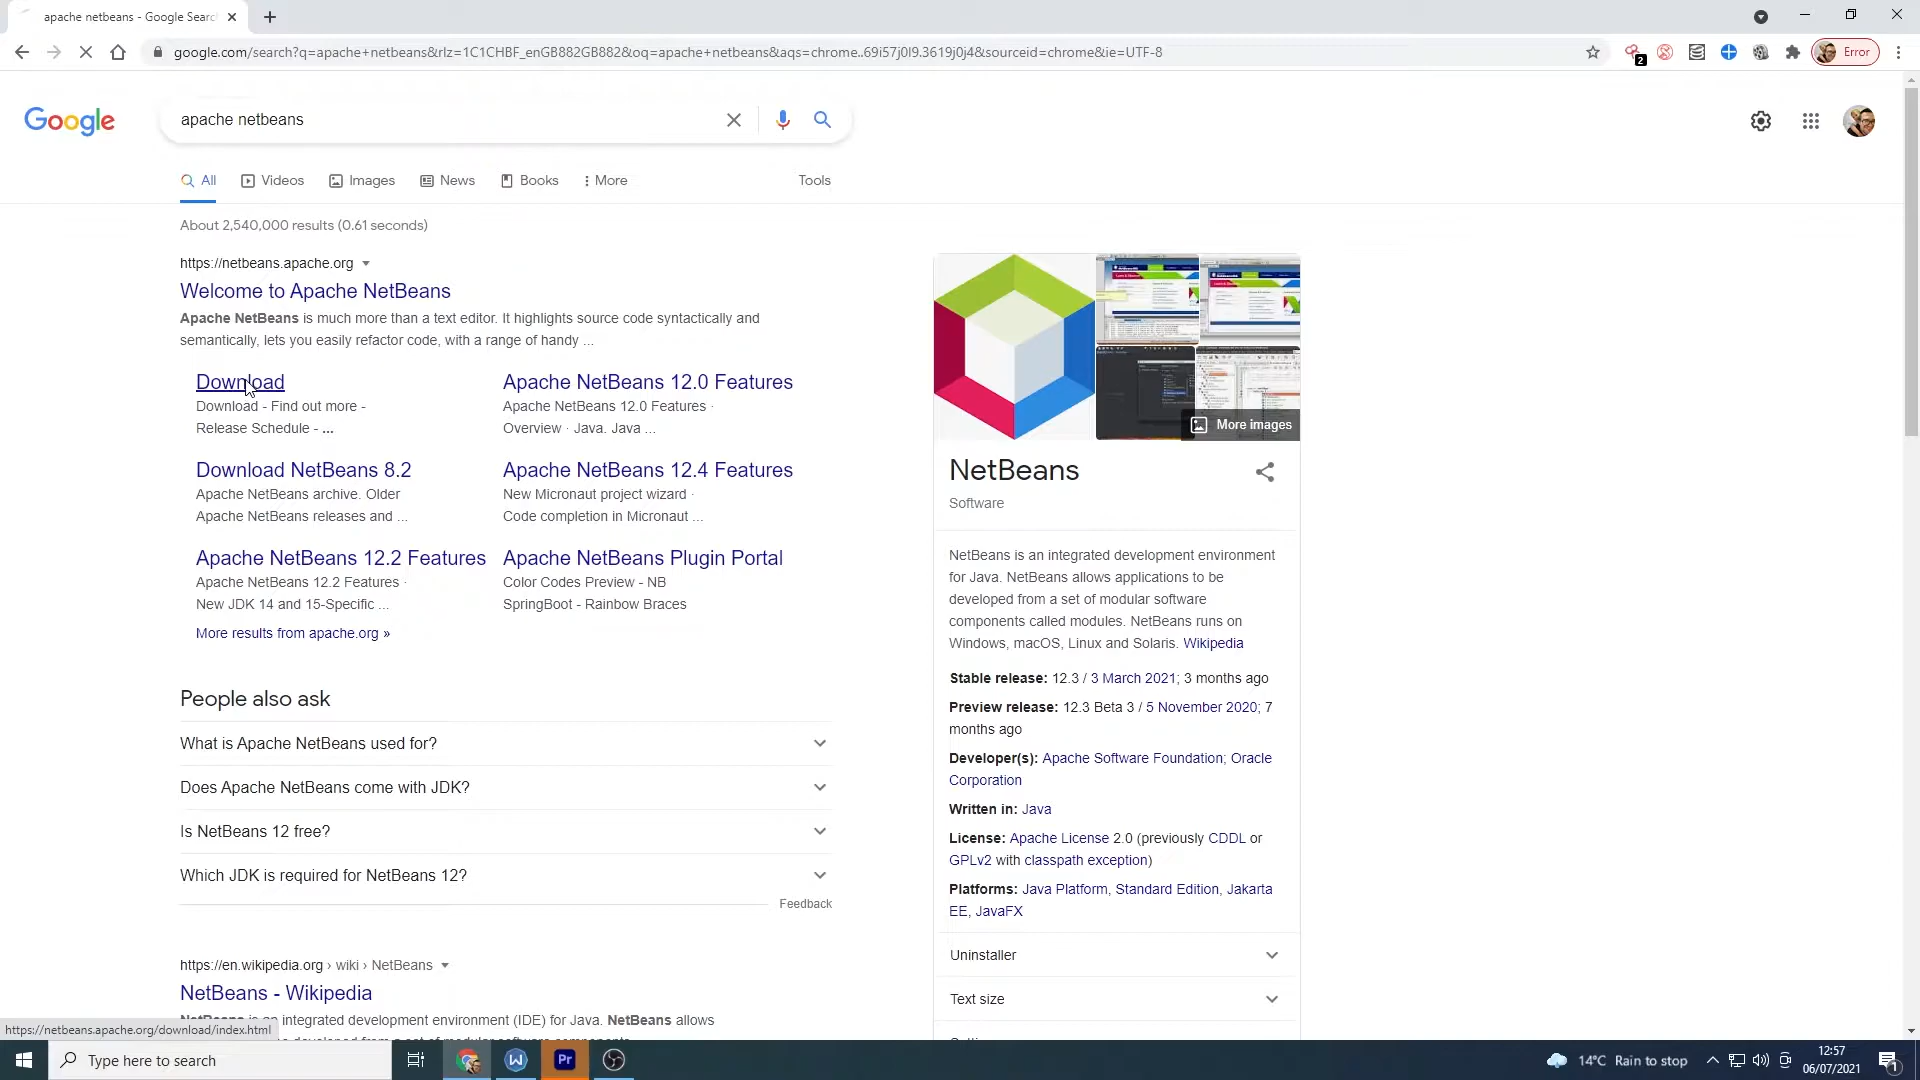 apache netbeans - Google Searc
google.com/search?q=apache+netbeans&rlz=1C1CHBF_enGB882GB882&oq=apache+netbeans&aqs=chrome..69i57j0l9.3619j0j4&sourceid=chrome&ie=UTF-8
2
Error
Google
apache netbeans
All
Videos
Images
News
Books
More
Tools
About 2,540,000 results (0.61 seconds)
https://netbeans.apache.org
Welcome to Apache NetBeans
Apache NetBeans is much more than a text editor. It highlights source code syntactically and
semantically, lets you easily refactor code, with a range of handy ...
Download
Download - Find out more -
Release Schedule - ...
Apache NetBeans 12.0 Features
Apache NetBeans 12.0 Features ·
Overview · Java. Java ...
Download NetBeans 8.2
Apache NetBeans archive. Older
Apache NetBeans releases and ...
Apache NetBeans 12.4 Features
New Micronaut project wizard ·
Code completion in Micronaut ...
Apache NetBeans 12.2 Features
Apache NetBeans 12.2 Features ·
New JDK 14 and 15-Specific ...
Apache NetBeans Plugin Portal
Color Codes Preview - NB
SpringBoot - Rainbow Braces
More results from apache.org »
People also ask
What is Apache NetBeans used for?
Does Apache NetBeans come with JDK?
Is NetBeans 12 free?
Which JDK is required for NetBeans 12?
Feedback
https://en.wikipedia.org › wiki › NetBeans
NetBeans - Wikipedia
NetBeans is an integrated development environment (IDE) for Java. NetBeans allows
More images
NetBeans
Software
NetBeans is an integrated development environment
for Java. NetBeans allows applications to be
developed from a set of modular software
components called modules. NetBeans runs on
Windows, macOS, Linux and Solaris. Wikipedia
Stable release: 12.3 / 3 March 2021; 3 months ago
Preview release: 12.3 Beta 3 / 5 November 2020; 7
months ago
Developer(s): Apache Software Foundation; Oracle
Corporation
Written in: Java
License: Apache License 2.0 (previously CDDL or
GPLv2 with classpath exception)
Platforms: Java Platform, Standard Edition, Jakarta
EE, JavaFX
Uninstaller
Text size
https://netbeans.apache.org/download/index.html
Type here to search
W
Pr
14°C Rain to stop
12:57
06/07/2021
1